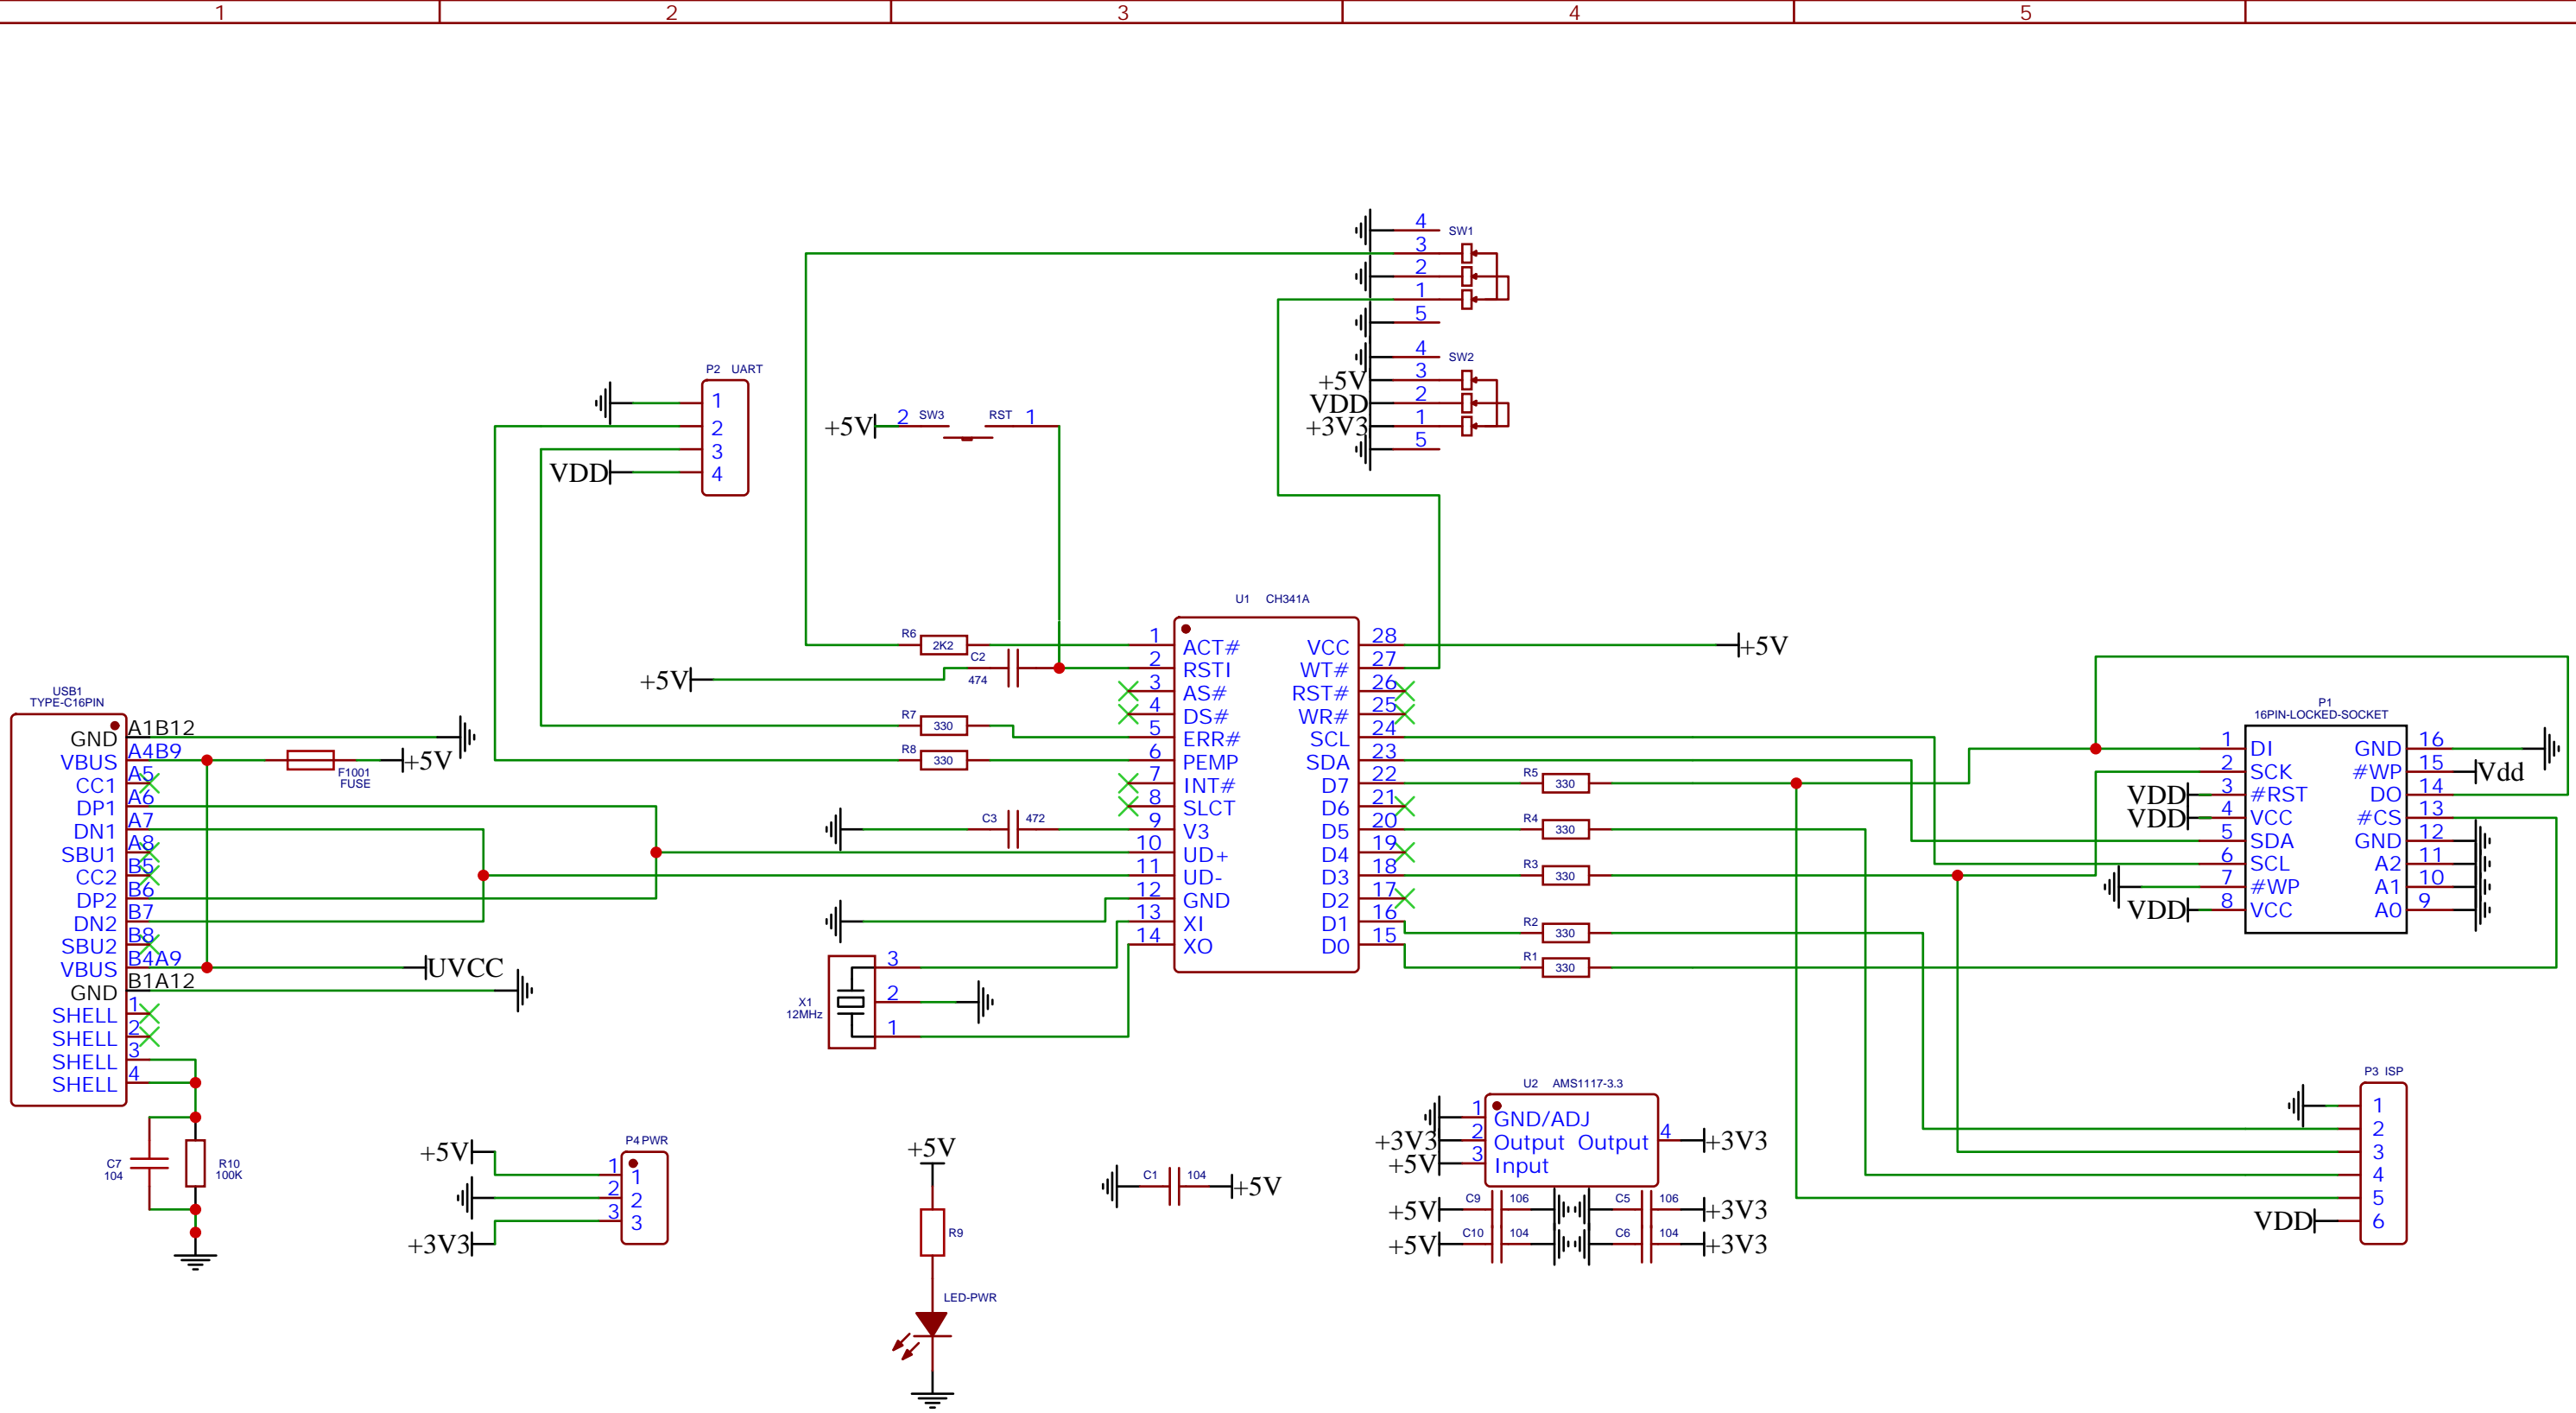 1 2 3 4 5
4 SW1
3
2
1
5
4 SW2
+5V 3
VDD 2
+3V3 1
5
P2 UART
1
2
3
VDD 4
+5V 2 SW3 RST 1
U1 CH341A
R6 2K2
C2 474
+5V
R7 330
R8 330
C3 472
1 ACT# VCC 28 +5V
2 RSTI WT# 27
3 AS# RST# 26
4 DS# WR# 25
5 ERR# SCL 24
6 PEMP SDA 23
7 INT# D7 22
8 SLCT D6 21
9 V3 D5 20
10 UD+ D4 19
11 UD- D3 18
12 GND D2 17
13 XI D1 16
14 XO D0 15
R5 330
R4 330
R3 330
R2 330
R1 330
USB1
TYPE-C16PIN
GND A1B12
VBUS A4B9
CC1 A5
DP1 A6
DN1 A7
SBU1 A8
CC2 B5
DP2 B6
DN2 B7
SBU2 B8
VBUS B4A9
GND B1A12
SHELL 1
SHELL 2
SHELL 3
SHELL 4
F1001
FUSE
+5V
UVCC
P1
16PIN-LOCKED-SOCKET
1 DI GND 16
2 SCK #WP 15 Vdd
VDD 3 #RST DO 14
VDD 4 VCC #CS 13
5 SDA GND 12
6 SCL A2 11
7 #WP A1 10
VDD 8 VCC A0 9
X1
12MHz
3
2
1
C7
104
R10
100K
P4 PWR
+5V 1 1
2 2
+3V3 3 3
+5V
R9
LED-PWR
C1 104 +5V
U2 AMS1117-3.3
1 GND/ADJ
+3V3 2 Output Output 4 +3V3
+5V 3 Input
+5V C9 106 C5 106 +3V3
+5V C10 104 C6 104 +3V3
P3 ISP
1
2
3
4
5
VDD 6